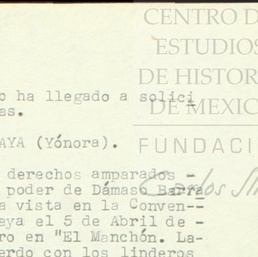 CENTRO D
ESTUDIOS
DE HISTOR
DE MEXIC
FUNDACI
o ha llegado a solici
as.
AYA (Yónora).
derechos amparados -
poder de Dámaso Barra
a vista en la Conven--
eya el 5 de Abril de -
ro en "El Manchón. La-
erdo con los linderos